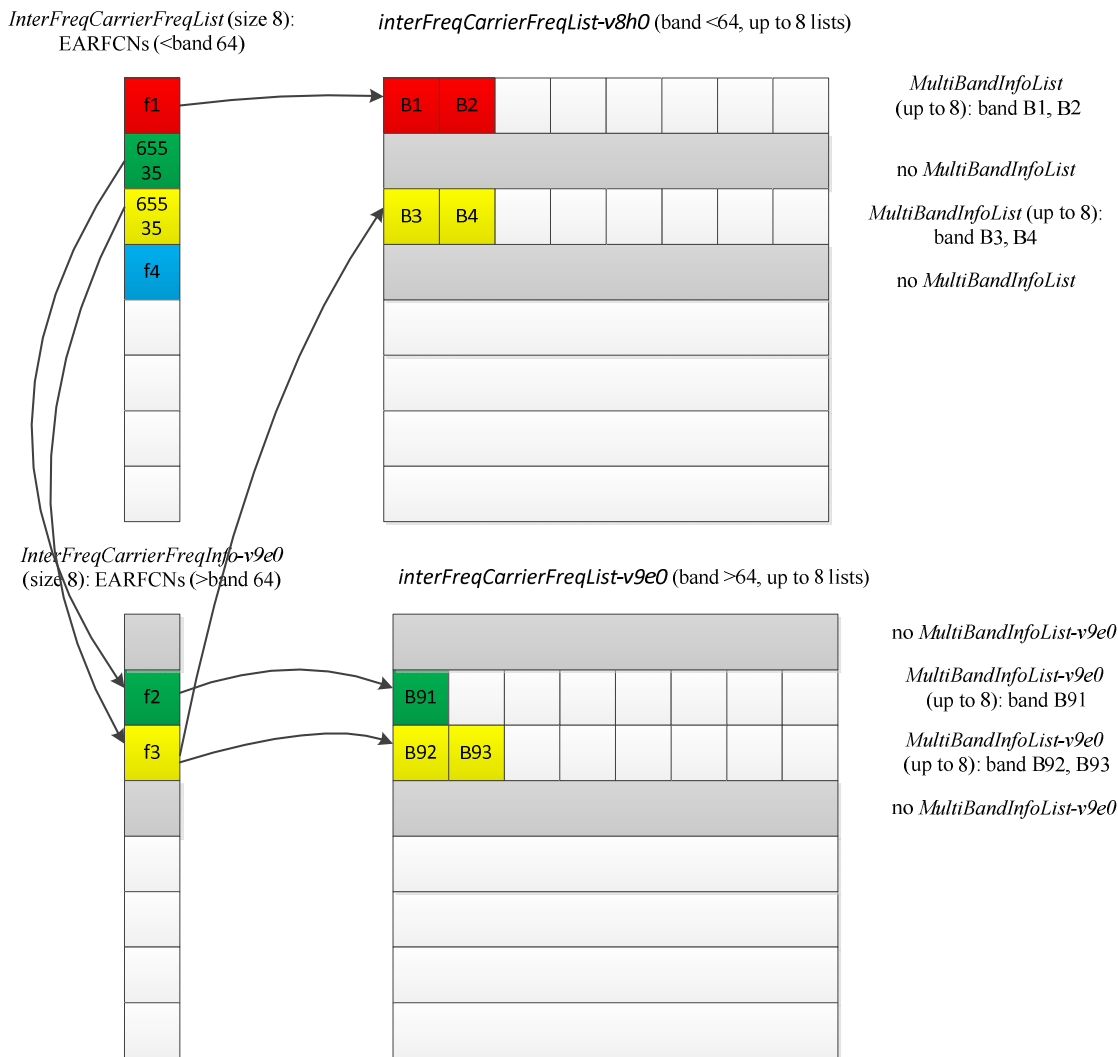 InterFreqCarrierFreqList (size 8):
EARFCNs (<band 64)
interFreqCarrierFreqList-v8h0 (band <64, up to 8 lists)
f1
B1 B2
MultiBandInfoList
(up to 8): band B1, B2
655
35
no MultiBandInfoList
655
35
B3 B4
MultiBandInfoList (up to 8):
band B3, B4
f4
no MultiBandInfoList
InterFreqCarrierFreqInfo-v9e0
(size 8): EARFCNs (>band 64)
interFreqCarrierFreqList-v9e0 (band >64, up to 8 lists)
no MultiBandInfoList-v9e0
f2
B91
MultiBandInfoList-v9e0
(up to 8): band B91
f3
B92 B93
MultiBandInfoList-v9e0
(up to 8): band B92, B93
no MultiBandInfoList-v9e0